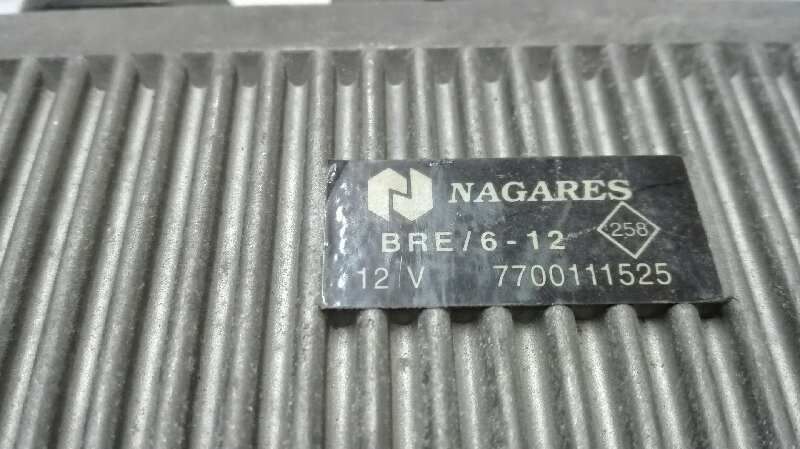 NAGARES
BRE/6-12
258
12 V 7700111525